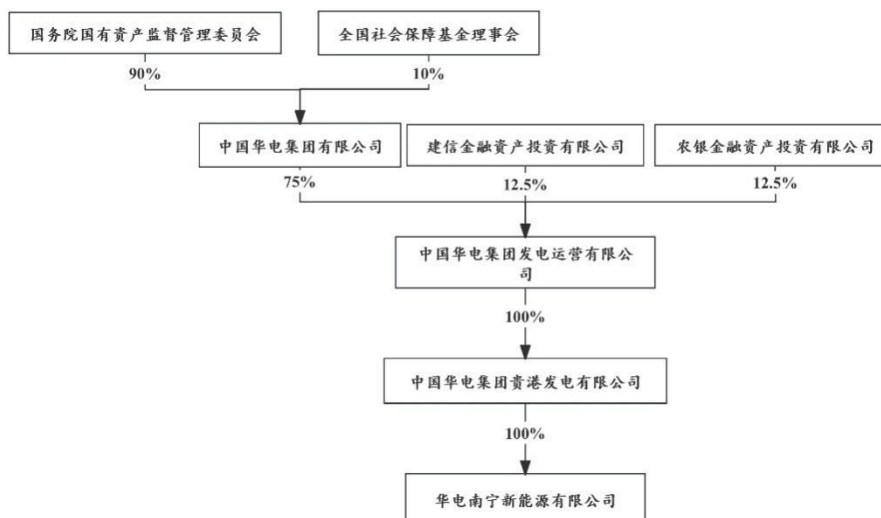 国务院国有资产监督管理委员会
全国社会保障基金理事会
90%
10%
中国华电集团有限公司
建信金融资产投资有限公司
农银金融资产投资有限公司
75%
12.5%
12.5%
中国华电集团发电运营有限公
司
100%
中国华电集团贵港发电有限公司
100%
华电南宁新能源有限公司